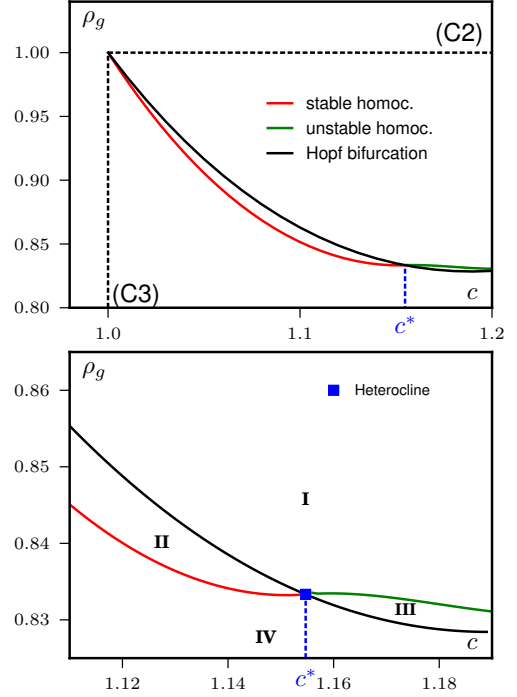 ρg
(C2)
1.00
stable homoc.
0.95
unstable homoc.
Hopf bifurcation
0.90
0.85
(C3)
c
0.80
1.0
1.1
c*
1.2
ρg
0.86
Heterocline
0.85
I
II
0.84
III
0.83
IV
c
1.12
1.14
c*
1.16
1.18